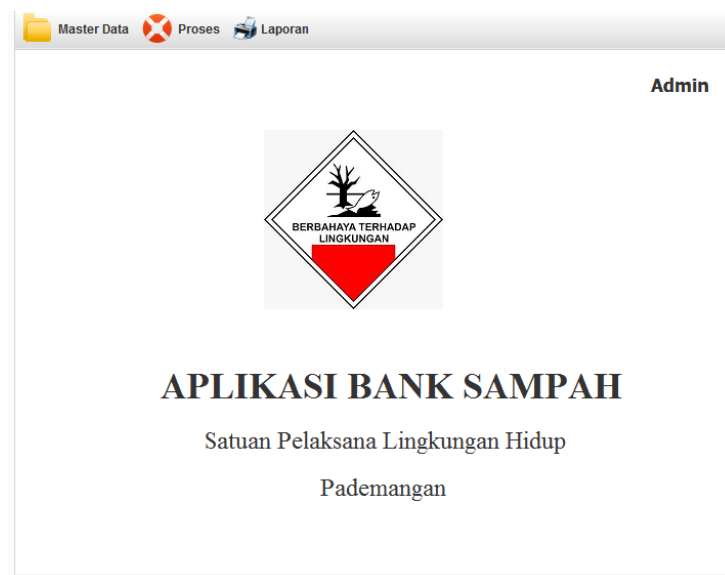 Master Data Proses Laporan
Admin
BERBAHAYA TERHADAP
LINGKUNGAN
APLIKASI BANK SAMPAH
Satuan Pelaksana Lingkungan Hidup
Pademangan